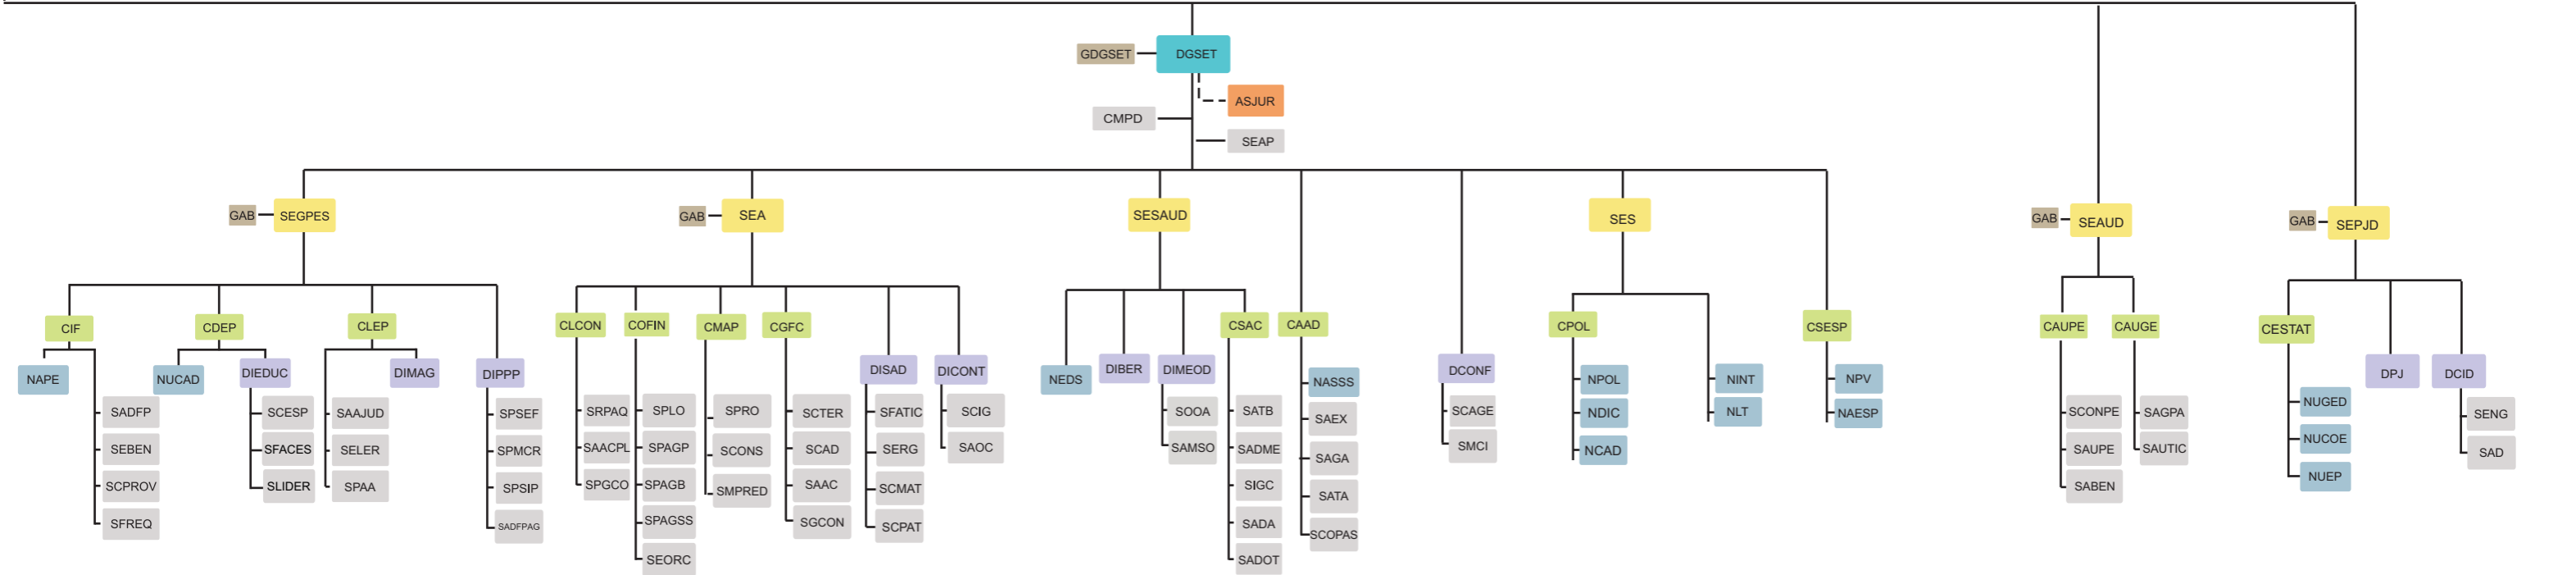 GDGSET
DGSET
ASJUR
CMPD
SEAP
GAB
SEGPES
GAB
SEA
SESAUD
SES
GAB
SEAUD
GAB
SEPJD
CIF
NAPE
SADFP
SEBEN
SCPROV
SFREQ
CDEP
NUCAD
DIEDUC
SCESP
SFACES
SLIDER
CLEP
DIMAG
SAAJUD
SELER
SPAA
DIPPP
SPSEF
SPMCR
SPSIP
SADFPAG
CLCON
SRPAQ
SAACPL
SPGCO
COFIN
SPLO
SPAGP
SPAGB
SPAGSS
SEORC
CMAP
SPRO
SCONS
SMPRED
CGFC
SCTER
SCAD
SAAC
SGCON
DISAD
SFATIC
SERG
SCMAT
SCPAT
DICONT
SCIG
SAOC
NEDS
DIBER
DIMEOD
SOOA
SAMSO
CSAC
SATB
SADME
SIGC
SADA
SADOT
CAAD
NASSS
SAEX
SAGA
SATA
SCOPAS
DCONF
SCAGE
SMCI
CPOL
NPOL
NDIC
NCAD
NINT
NLT
CSESP
NPV
NAESP
CAUPE
SCONPE
SAUPE
SABEN
CAUGE
SAGPA
SAUTIC
CESTAT
NUGED
NUCOE
NUEP
DPJ
DCID
SENG
SAD